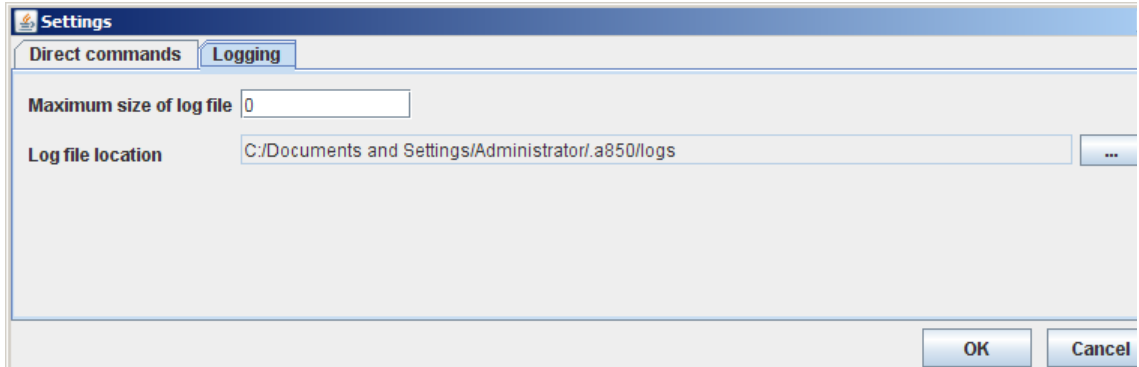 Settings
Direct commands Logging
Maximum size of log file 0
Log file location C:/Documents and Settings/Administrator/.a850/logs ...
OK Cancel